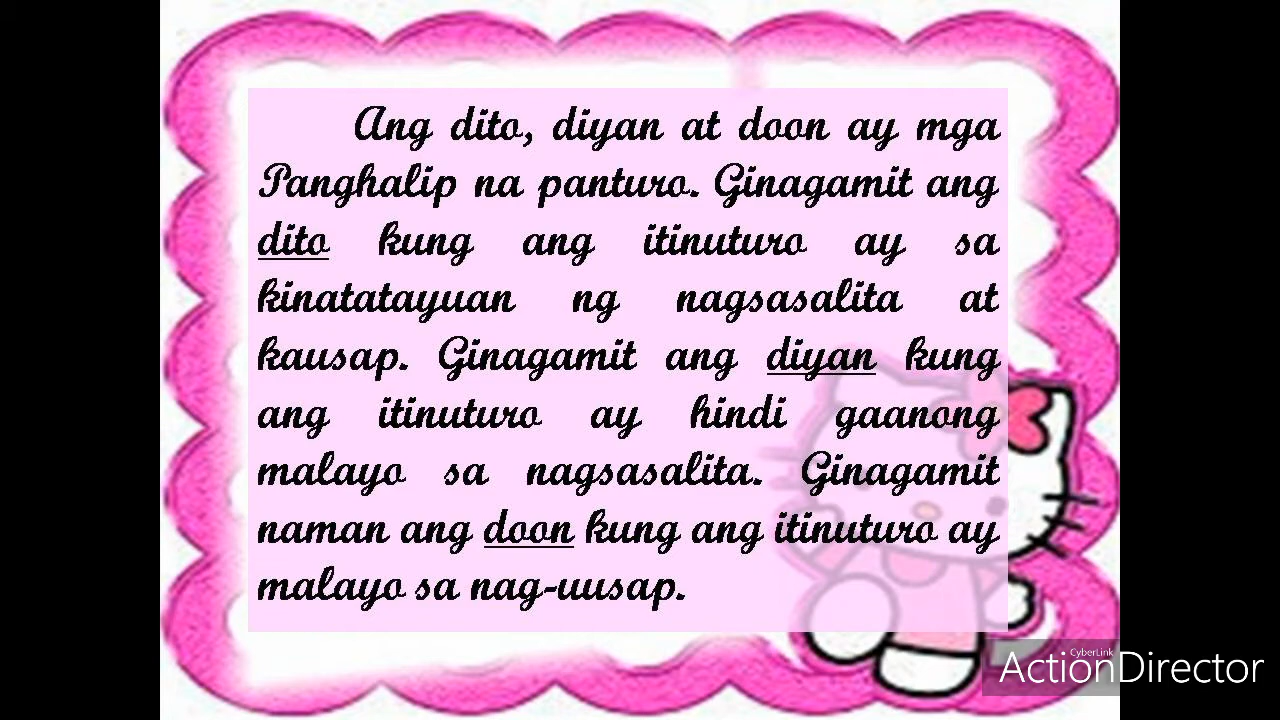 Ang dito, diyan at doon ay mga
Panghalip na panturo. Ginagamit ang
dito kung ang itinuturo ay sa
kinatatayuan ng nagsasalita at
kausap. Ginagamit ang diyan kung
ang itinuturo ay hindi gaanong
malayo sa nagsasalita. Ginagamit
naman ang doon kung ang itinuturo ay
malayo sa nag-uusap.
CyberLink
ActionDirector